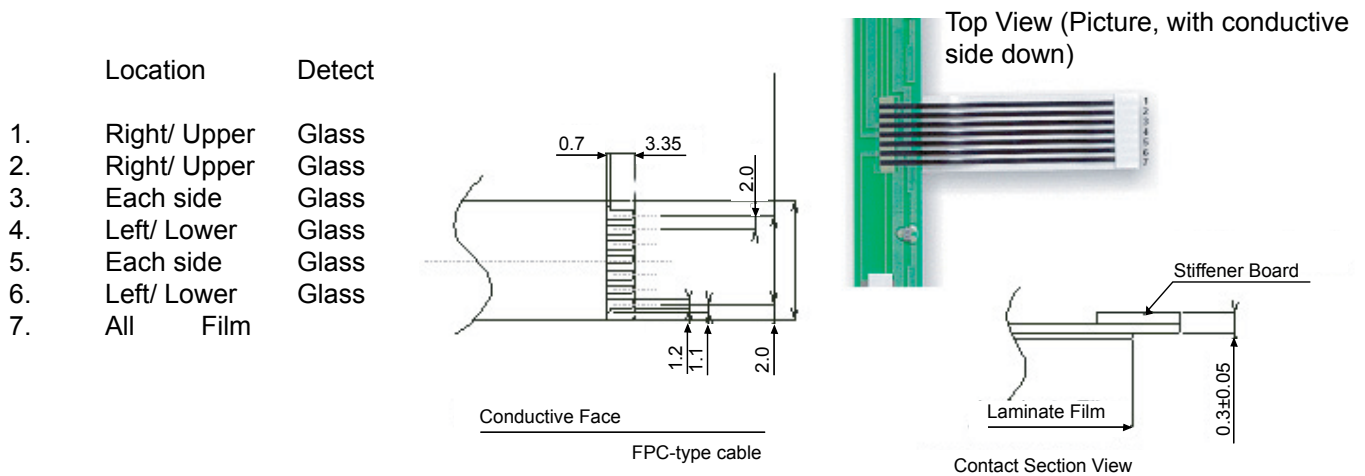 Location Detect
1. Right/ Upper Glass
2. Right/ Upper Glass
3. Each side Glass
4. Left/ Lower Glass
5. Each side Glass
6. Left/ Lower Glass
7. All Film
0.7 3.35
2.0
1.2
1.1
2.0
Conductive Face
FPC-type cable
Top View (Picture, with conductive
side down)
1
2
3
4
5
6
7
Stiffener Board
Laminate Film
0.3±0.05
Contact Section View